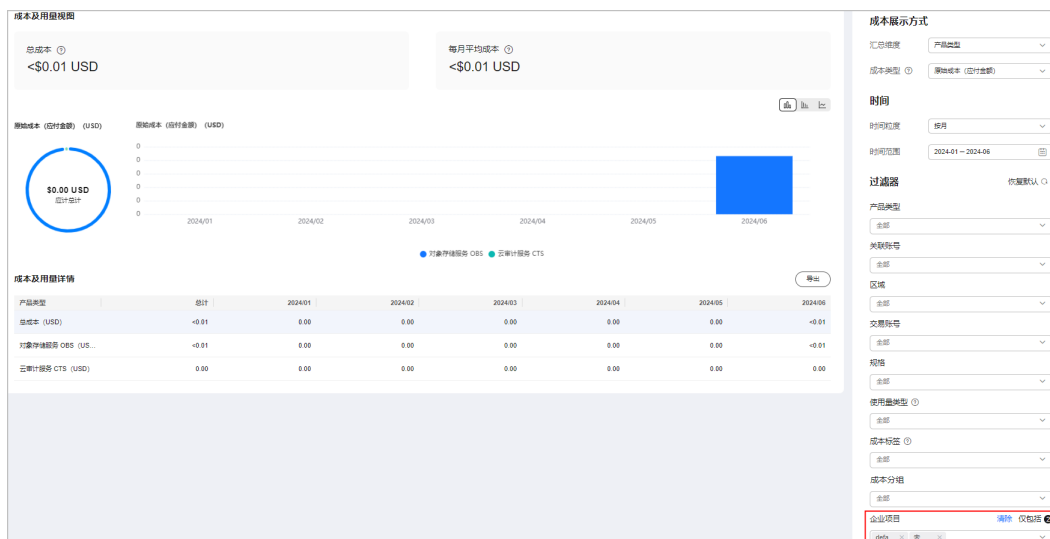 成本及用量视图
总成本 ?
<$0.01 USD
每月平均成本 ?
<$0.01 USD
原始成本 (应付金额) (USD)
$0.00 USD
应计总计
原始成本 (应付金额) (USD)
0
0
0
0
0
0
2024/01 2024/02 2024/03 2024/04 2024/05 2024/06
对象存储服务 OBS 云审计服务 CTS
成本及用量详情
导出
产品类型 总计 2024/01 2024/02 2024/03 2024/04 2024/05 2024/06
总成本 (USD) <0.01 0.00 0.00 0.00 0.00 0.00 <0.01
对象存储服务 OBS (US... <0.01 0.00 0.00 0.00 0.00 0.00 <0.01
云审计服务 CTS (USD) 0.00 0.00 0.00 0.00 0.00 0.00 0.00
成本展示方式
汇总维度 产品类型
成本类型 ? 原始成本 (应付金额)
时间
时间粒度 按月
时间范围 2024-01 – 2024-06
过滤器 恢复默认
产品类型
全部
关联账号
全部
区域
全部
交易账号
全部
规格
全部
使用量类型 ?
全部
成本标签 ?
全部
成本分组
全部
企业项目 清除 仅包括 2
defa ×